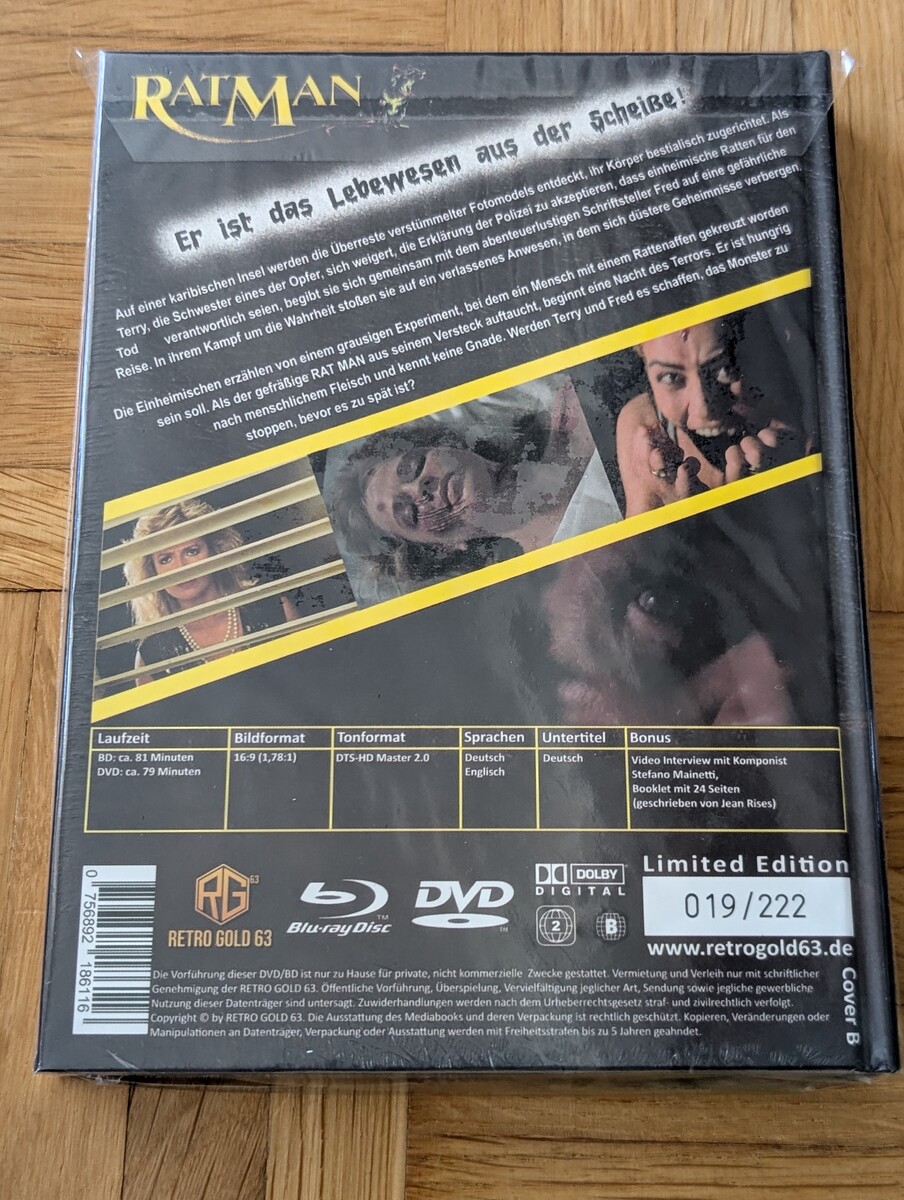 RATMAN
Er ist das Lebewesen aus der Scheiße!
Auf einer karibischen Insel werden die Überreste verstümmelter Fotomodels entdeckt, ihr Körper bestialisch zugerichtet. Als
Terry, die Schwester eines der Opfer, sich weigert, die Erklärung der Polizei zu akzeptieren, dass einheimische Ratten für den
Tod verantwortlich seien, begibt sie sich gemeinsam mit dem abenteuerlustigen Schriftsteller Fred auf eine gefährliche
Reise. In ihrem Kampf um die Wahrheit stoßen sie auf ein verlassenes Anwesen, in dem sich düstere Geheimnisse verbergen.
Die Einheimischen erzählen von einem grausigen Experiment, bei dem ein Mensch mit einem Rattenaffen gekreuzt worden
sein soll. Als der gefräßige RAT MAN aus seinem Versteck auftaucht, beginnt eine Nacht des Terrors. Er ist hungrig
nach menschlichem Fleisch und kennt keine Gnade. Werden Terry und Fred es schaffen, das Monster zu
stoppen, bevor es zu spät ist?
Laufzeit
BD: ca. 81 Minuten
DVD: ca. 79 Minuten
Bildformat
16:9 (1,78:1)
Tonformat
DTS-HD Master 2.0
Sprachen
Deutsch
Englisch
Untertitel
Deutsch
Bonus
Video Interview mit Komponist
Stefano Mainetti,
Booklet mit 24 Seiten
(geschrieben von Jean Rises)
0 756892 186116
RG 63
RETRO GOLD 63
Blu-ray Disc TM
DVD TM
DOLBY
DIGITAL
2
B
Limited Edition
019/222
www.retrogold63.de
Cover B
Die Vorführung dieser DVD/BD ist nur zu Hause für private, nicht kommerzielle Zwecke gestattet. Vermietung und Verleih nur mit schriftlicher
Genehmigung der RETRO GOLD 63. Öffentliche Vorführung, Überspielung, Vervielfältigung jeglicher Art, Sendung sowie jegliche gewerbliche
Nutzung dieser Datenträger sind untersagt. Zuwiderhandlungen werden nach dem Urheberrechtsgesetz straf- und zivilrechtlich verfolgt.
Copyright © by RETRO GOLD 63. Die Ausstattung des Mediabooks und deren Verpackung ist rechtlich geschützt. Kopieren, Veränderungen oder
Manipulationen an Datenträger, Verpackung oder Ausstattung werden mit Freiheitsstrafen bis zu 5 Jahren geahndet.